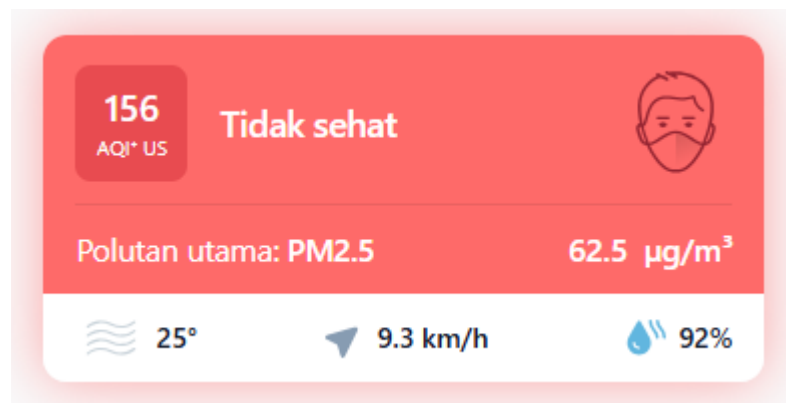 156
AQI⁺ US
Tidak sehat
Polutan utama: PM2.5
62.5 µg/m³
25°
9.3 km/h
92%